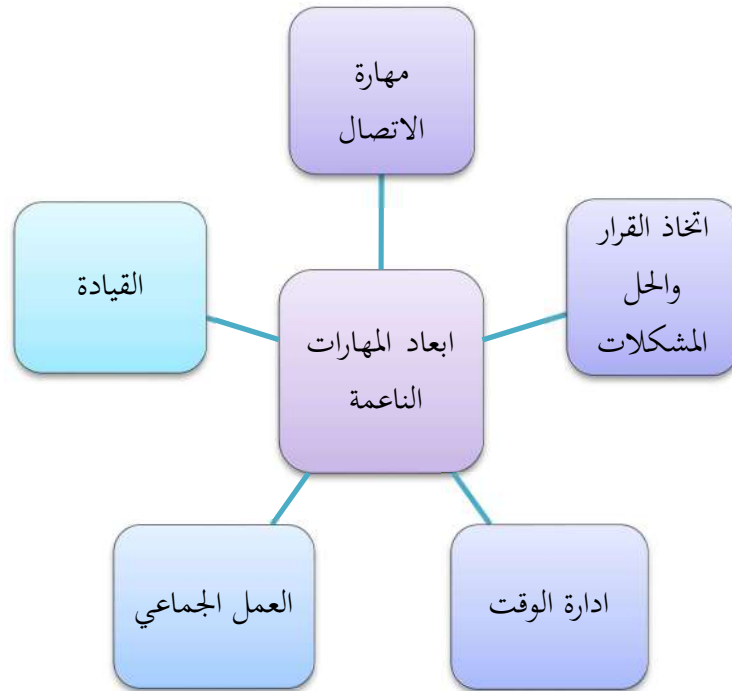 مهارة
الاتصال
اتخاذ القرار
والحل
المشكلات
القيادة
ابعاد المهارات
الناعمة
العمل الجماعي
ادارة الوقت